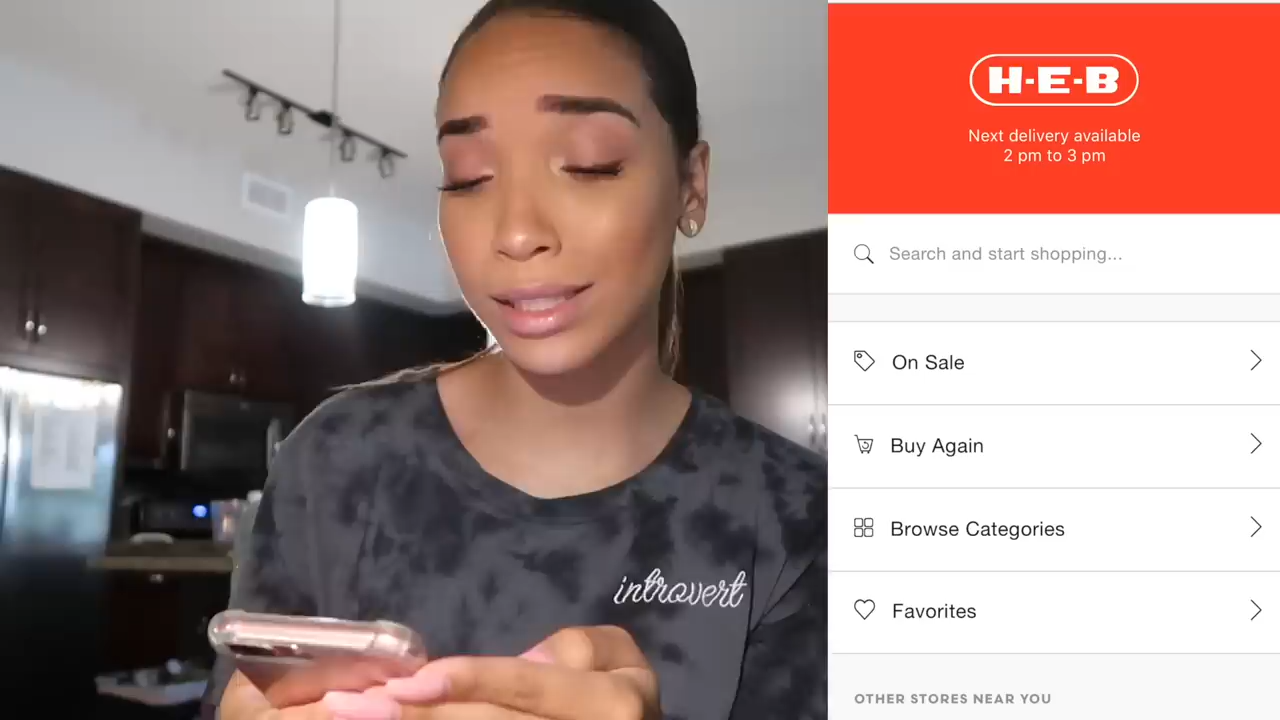 introvert
H-E-B
Next delivery available
2 pm to 3 pm
Search and start shopping...
On Sale
Buy Again
Browse Categories
Favorites
OTHER STORES NEAR YOU